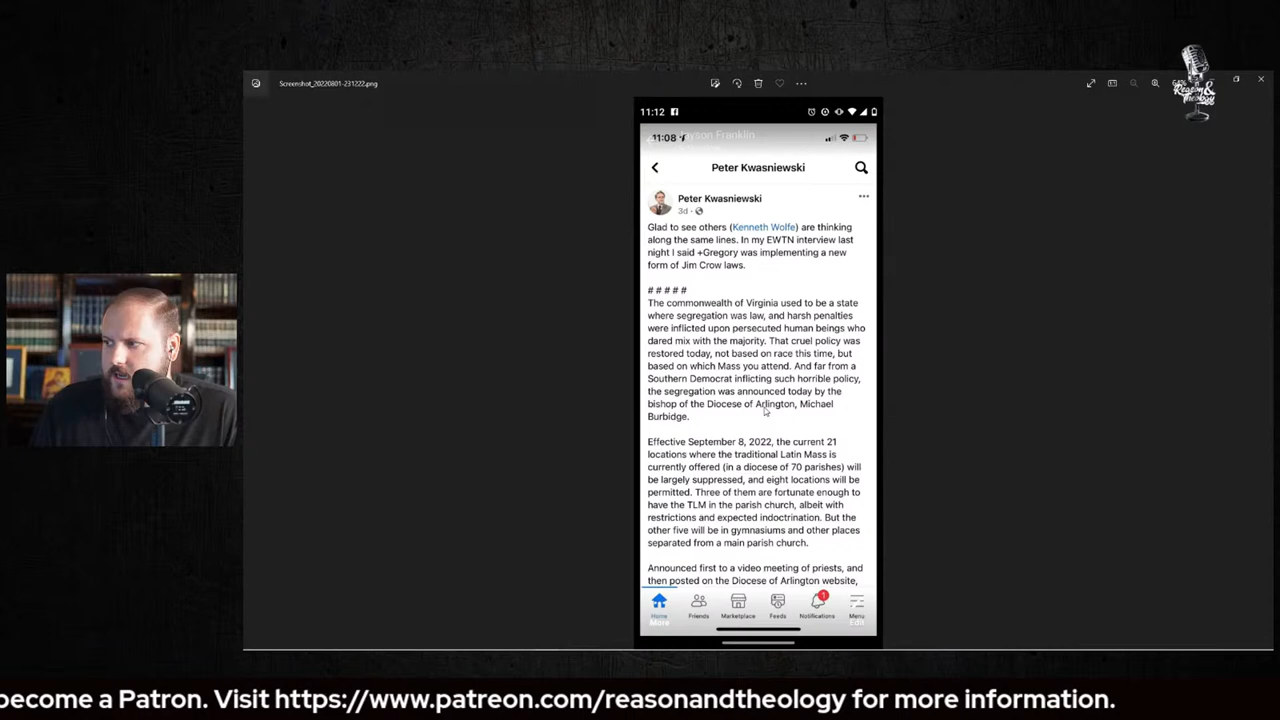 Screenshot_20220801-231222.png
64%
Reason &
Theology
11:12
11:08
Jayson Franklin
Peter Kwasniewski
Peter Kwasniewski
3d
Glad to see others (Kenneth Wolfe) are thinking
along the same lines. In my EWTN interview last
night I said +Gregory was implementing a new
form of Jim Crow laws.
# # # # #
The commonwealth of Virginia used to be a state
where segregation was law, and harsh penalties
were inflicted upon persecuted human beings who
dared mix with the majority. That cruel policy was
restored today, not based on race this time, but
based on which Mass you attend. And far from a
Southern Democrat inflicting such horrible policy,
the segregation was announced today by the
bishop of the Diocese of Arlington, Michael
Burbidge.
Effective September 8, 2022, the current 21
locations where the traditional Latin Mass is
currently offered (in a diocese of 70 parishes) will
be largely suppressed, and eight locations will be
permitted. Three of them are fortunate enough to
have the TLM in the parish church, albeit with
restrictions and expected indoctrination. But the
other five will be in gymnasiums and other places
separated from a main parish church.
Announced first to a video meeting of priests, and
then posted on the Diocese of Arlington website,
1
Home Friends Marketplace Feeds Notifications Menu
More Edit
become a Patron. Visit https://www.patreon.com/reasonandtheology for more information.